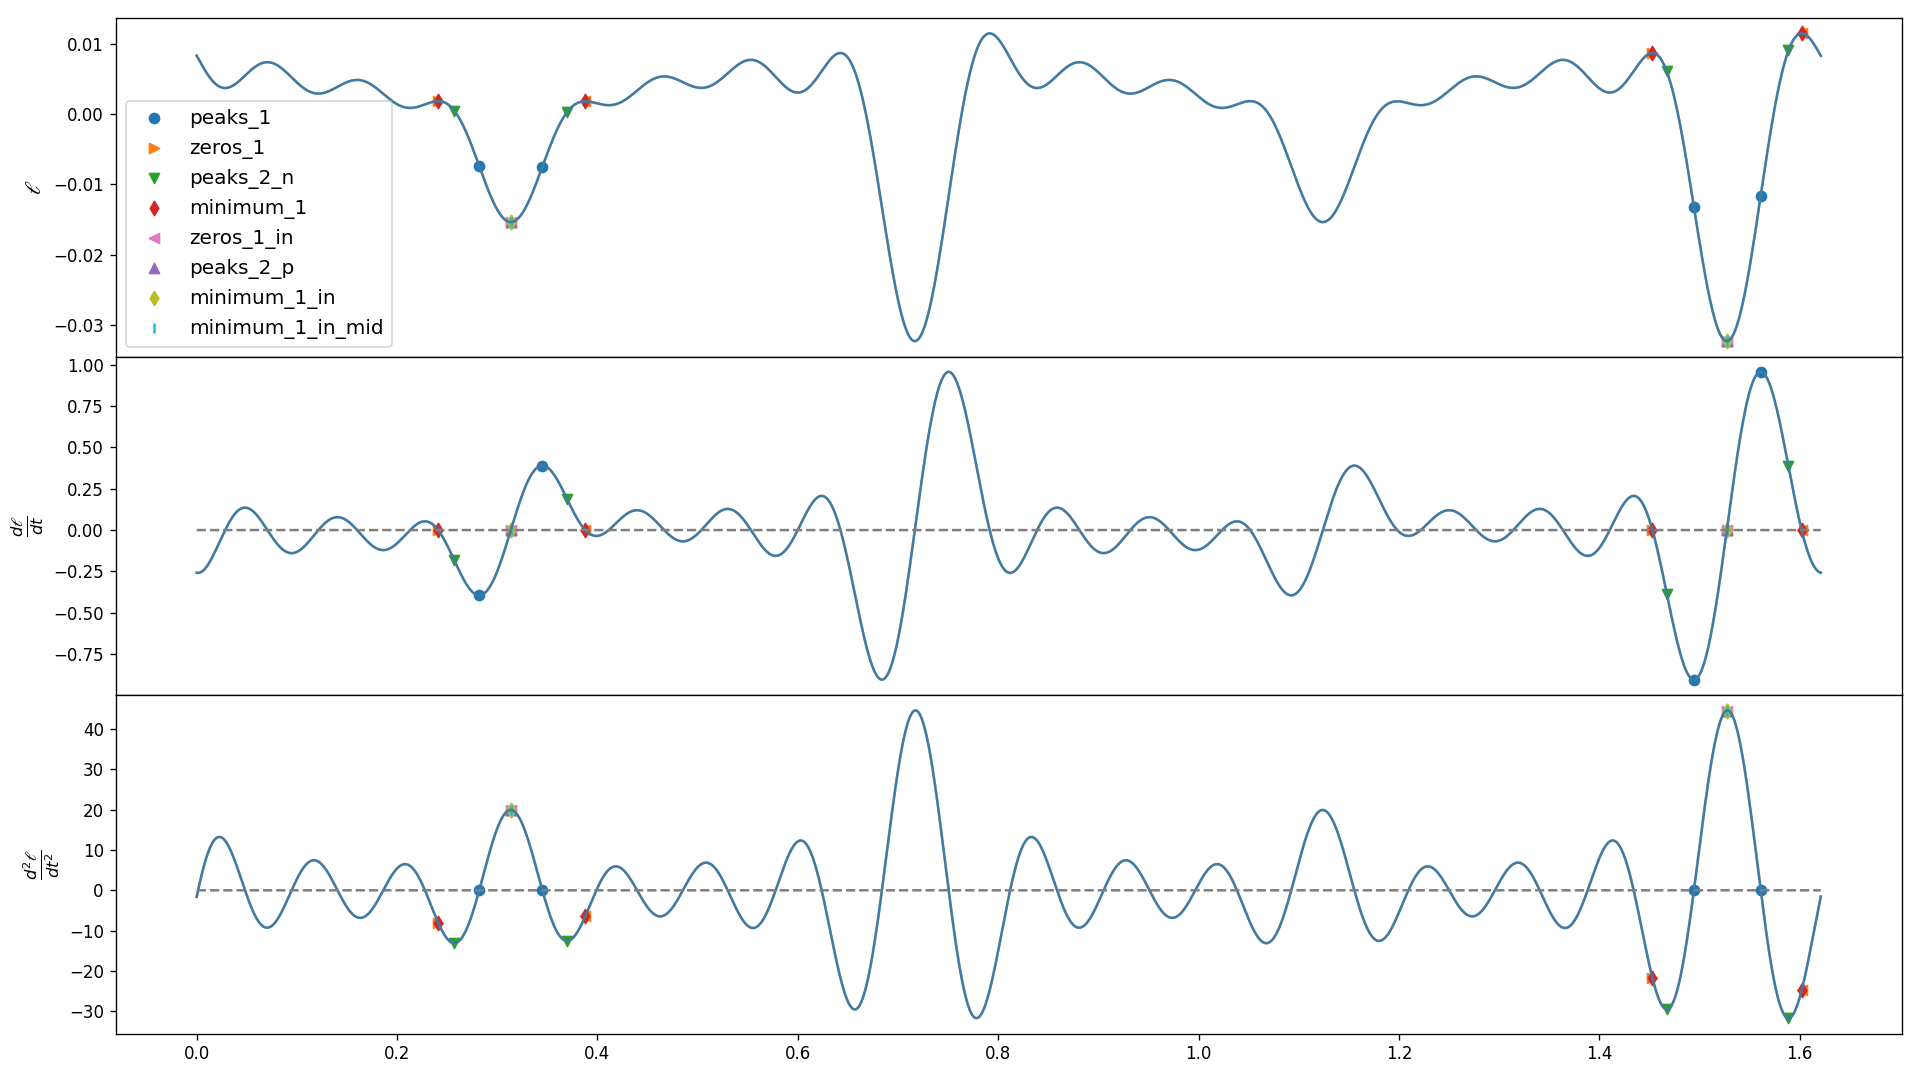 0.01
0.00
−0.01
−0.02
−0.03
ℓ
peaks_1
zeros_1
peaks_2_n
minimum_1
zeros_1_in
peaks_2_p
minimum_1_in
minimum_1_in_mid
1.00
0.75
0.50
0.25
0.00
−0.25
−0.50
−0.75
dℓ
dt
40
30
20
10
0
−10
−20
−30
d²ℓ
dt²
0.0 0.2 0.4 0.6 0.8 1.0 1.2 1.4 1.6